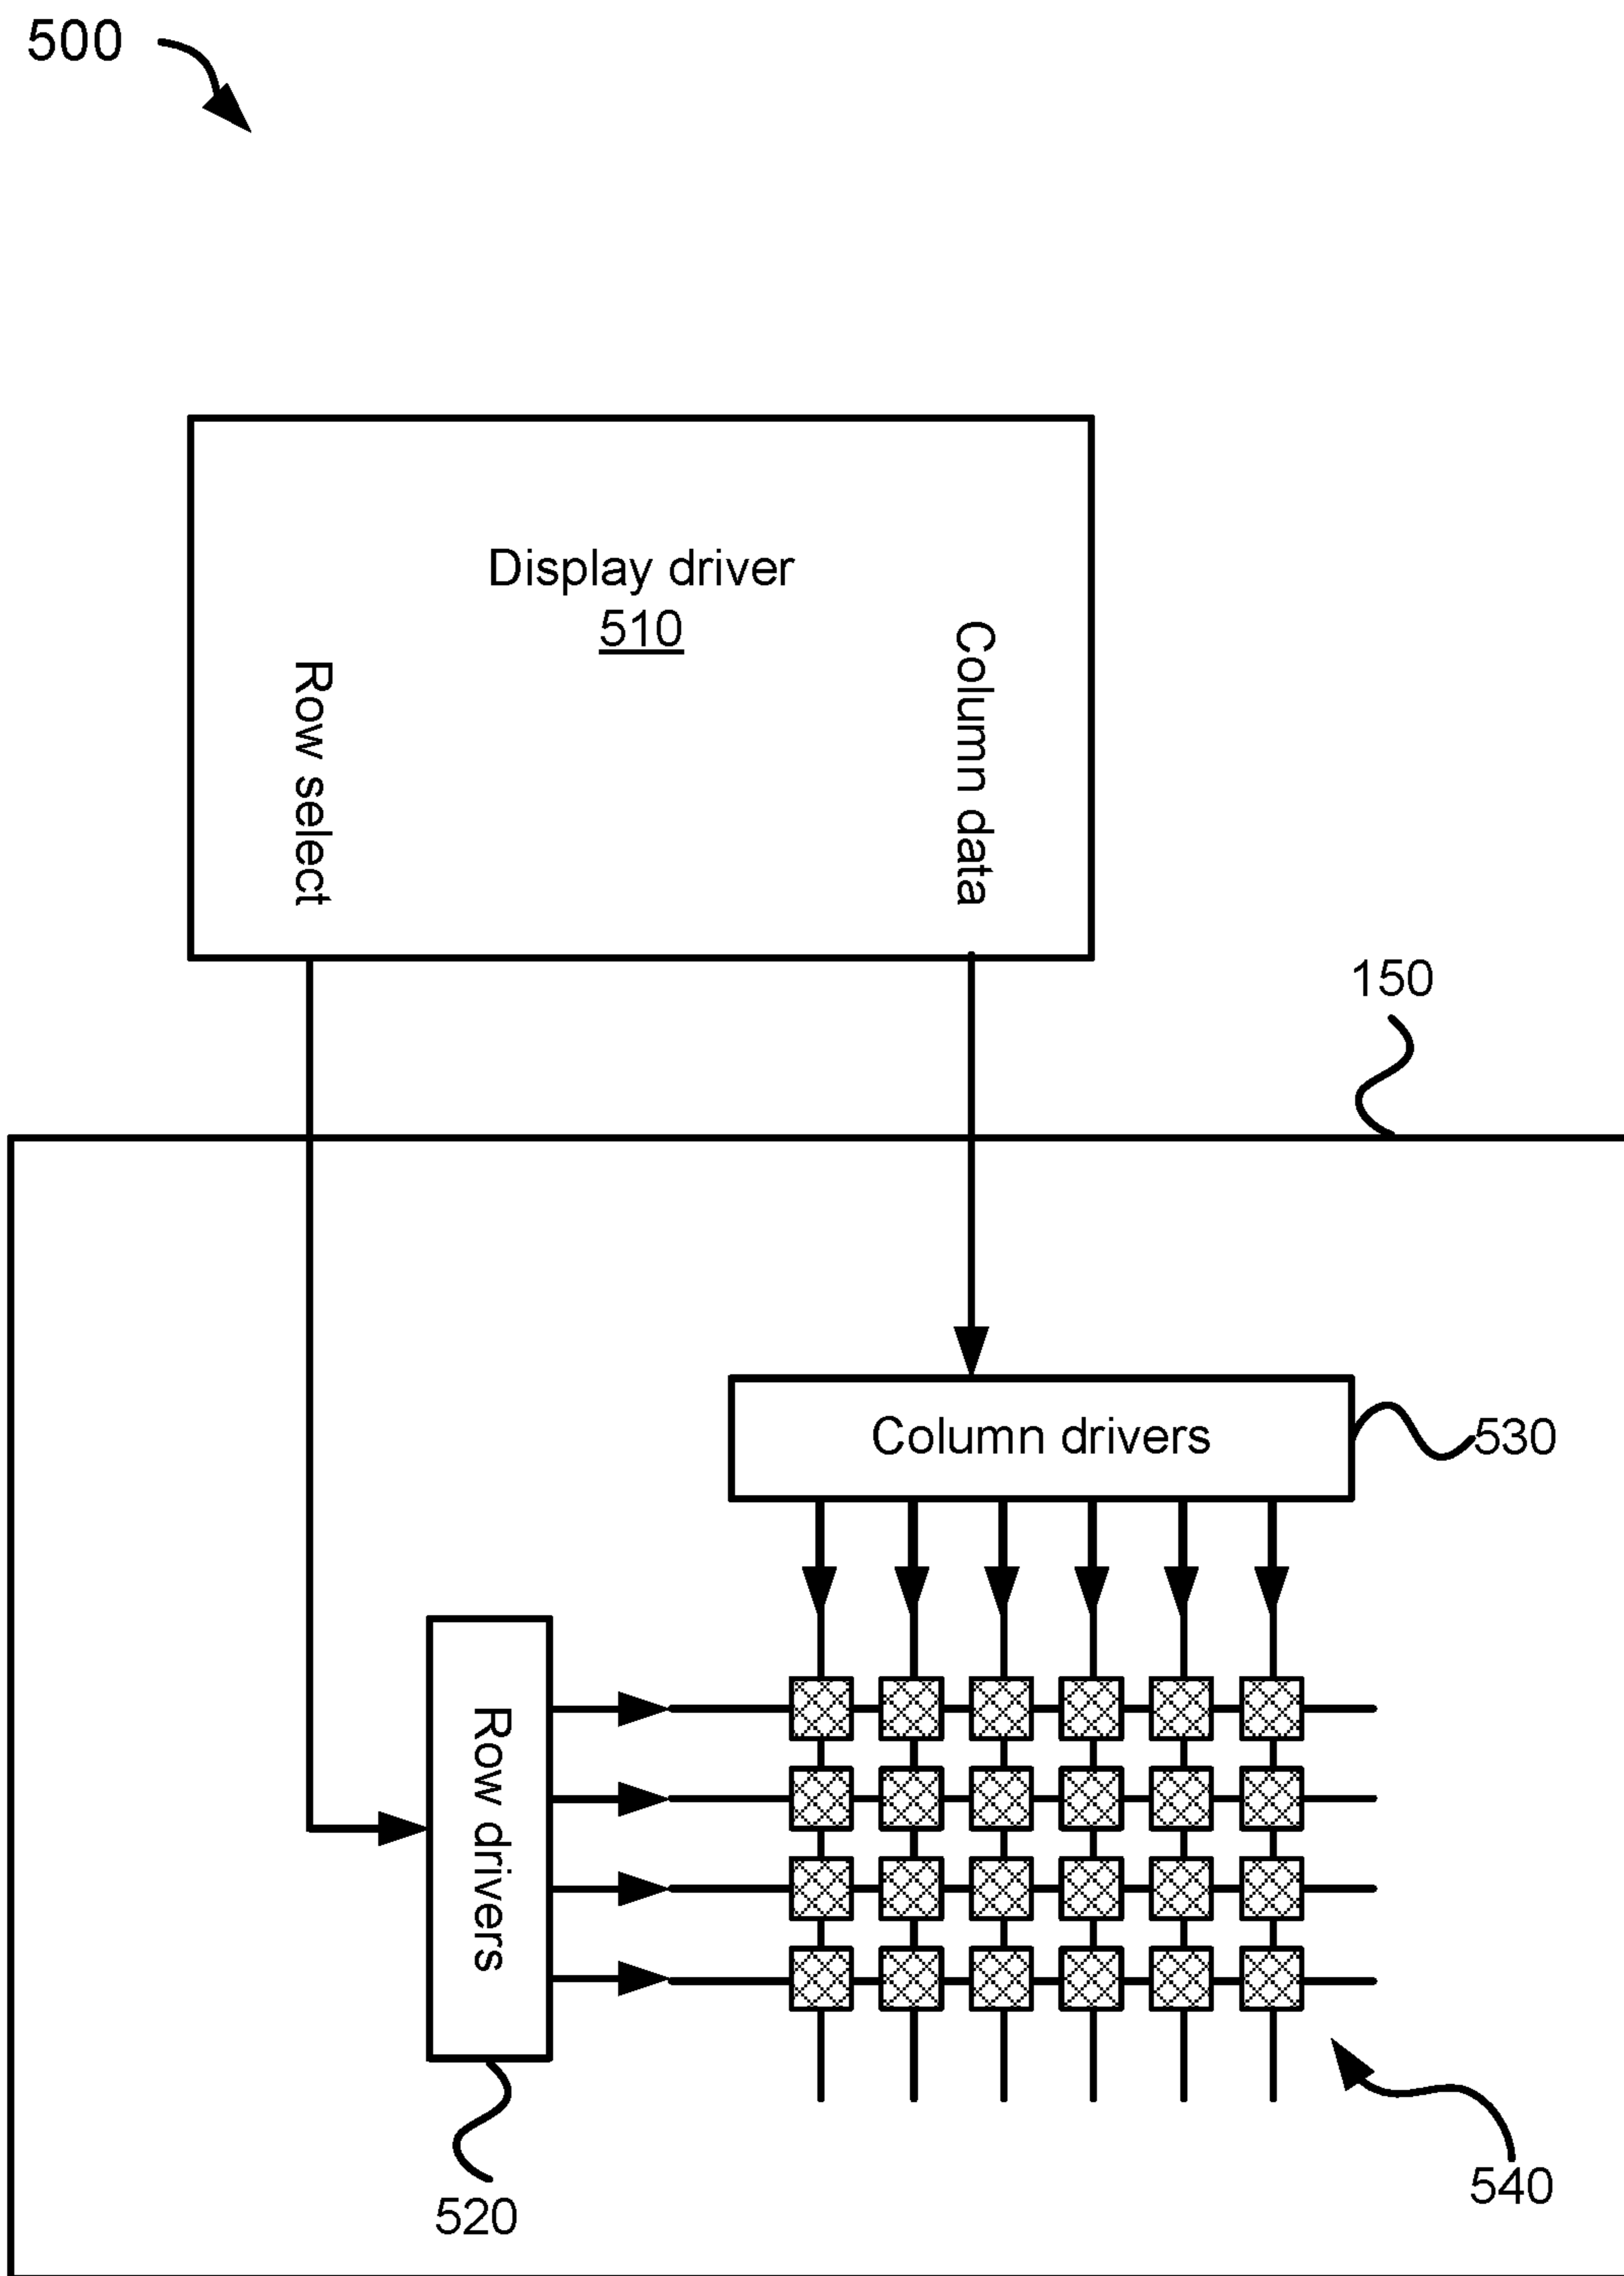 500
Display driver
510
Column data
Row select
150
Column drivers
530
Row drivers
520
540